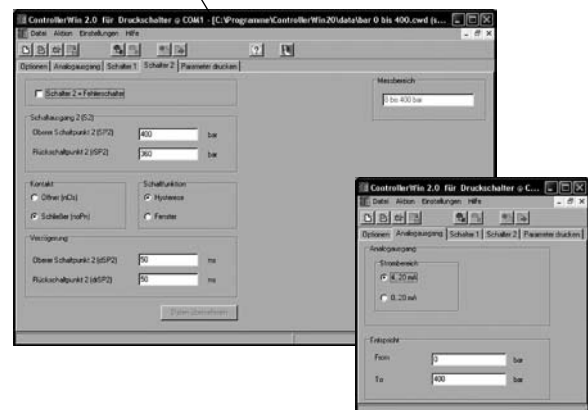 ControllerWin 2.0 für Druckschalter @ COM1 - [C:\Programme\ControllerWin20\data\bar 0 bis 400.cwd (s...
Datei Aktion Einstellungen Hilfe
Optionen Analogausgang Schalter 1 Schalter 2 Parameter drucken
Schalter 2 = Fehlerschalter
Messbereich
0 bis 400 bar
Schaltausgang 2 (S2)
Oberer Schaltpunkt 2 (SP2) 400 bar
Rückschaltpunkt 2 (rSP2) 360 bar
Kontakt
Öffner (nCls)
Schließer (noPn)
Schaltfunktion
Hysterese
Fenster
Verzögerung
Oberer Schaltpunkt 2 (dSP2) 50 ms
Rückschaltpunkt 2 (drSP2) 50 ms
Daten übernehmen
ControllerWin 2.0 für Druckschalter @ C...
Datei Aktion Einstellungen Hilfe
Optionen Analogausgang Schalter 1 Schalter 2 Parameter drucken
Analogausgang
Strombereich
4..20 mA
0..20 mA
Entspricht
From 0 bar
To 400 bar